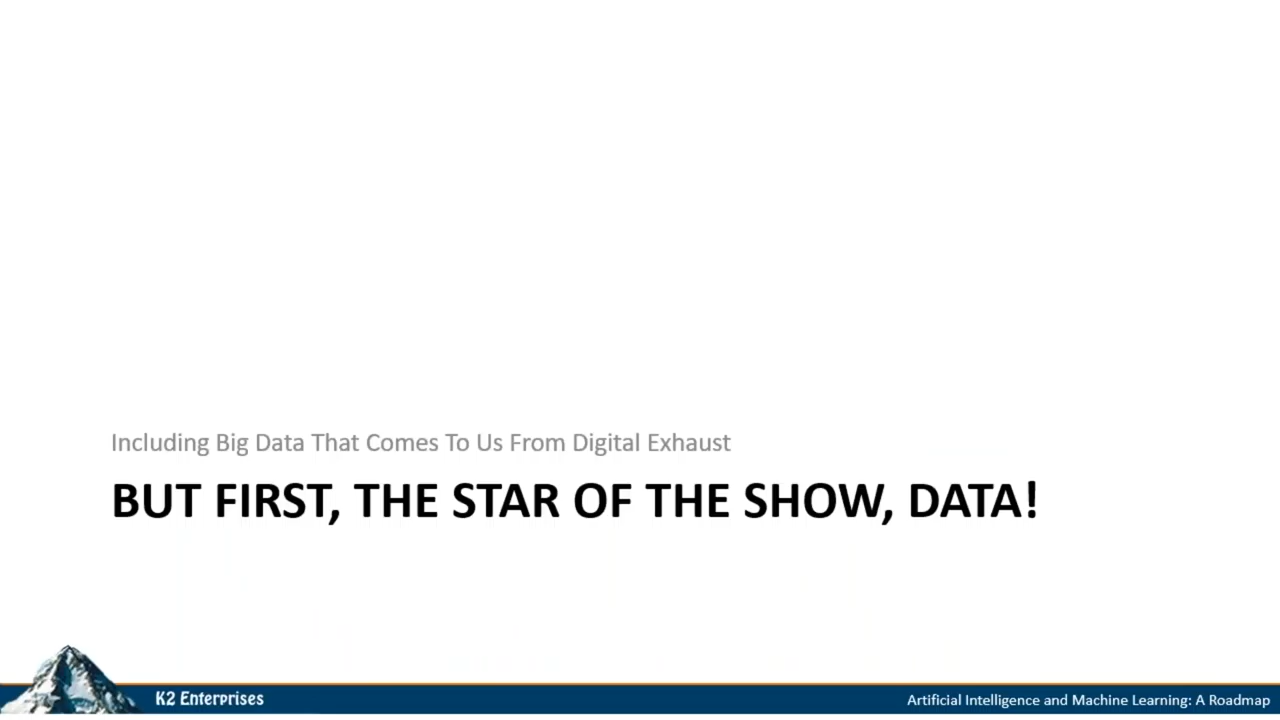 Including Big Data That Comes To Us From Digital Exhaust
BUT FIRST, THE STAR OF THE SHOW, DATA!
K2 Enterprises
Artificial Intelligence and Machine Learning: A Roadmap